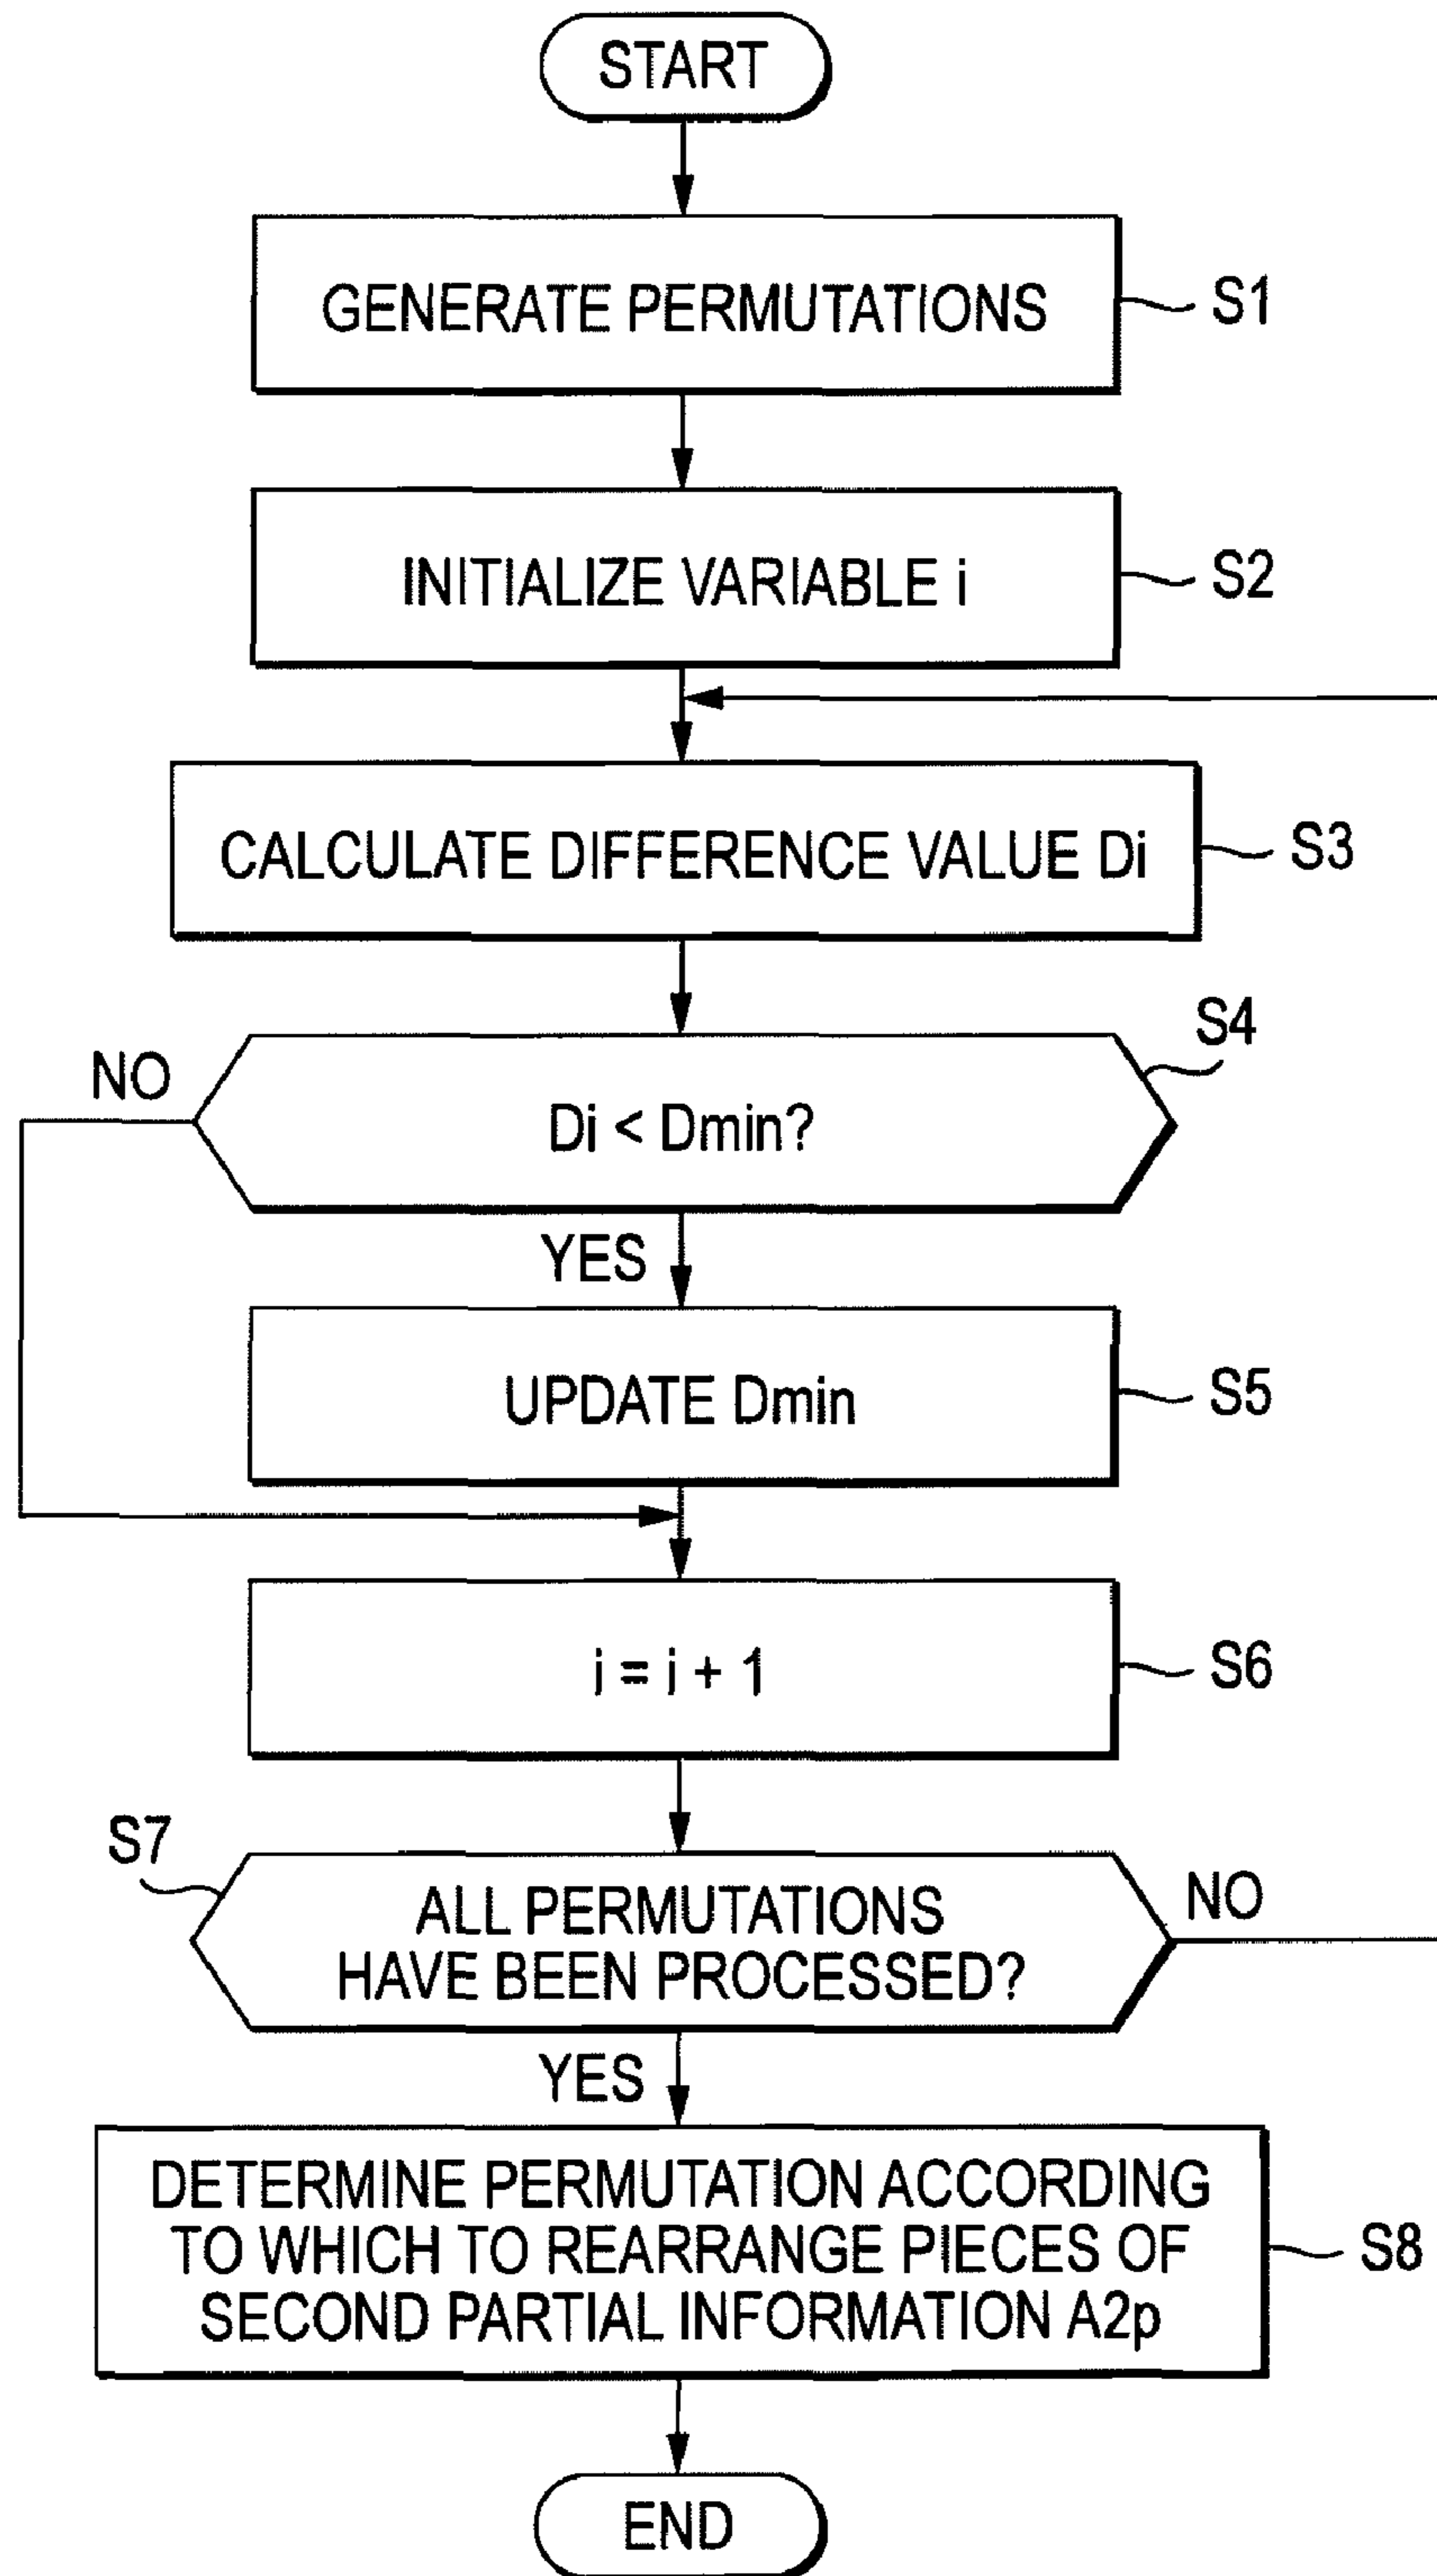 START
GENERATE PERMUTATIONS
S1
INITIALIZE VARIABLE i
S2
CALCULATE DIFFERENCE VALUE Di
S3
S4
NO
Di < Dmin?
YES
UPDATE Dmin
S5
i = i + 1
S6
S7
ALL PERMUTATIONS
HAVE BEEN PROCESSED?
NO
YES
DETERMINE PERMUTATION ACCORDING
TO WHICH TO REARRANGE PIECES OF
SECOND PARTIAL INFORMATION A2p
S8
END